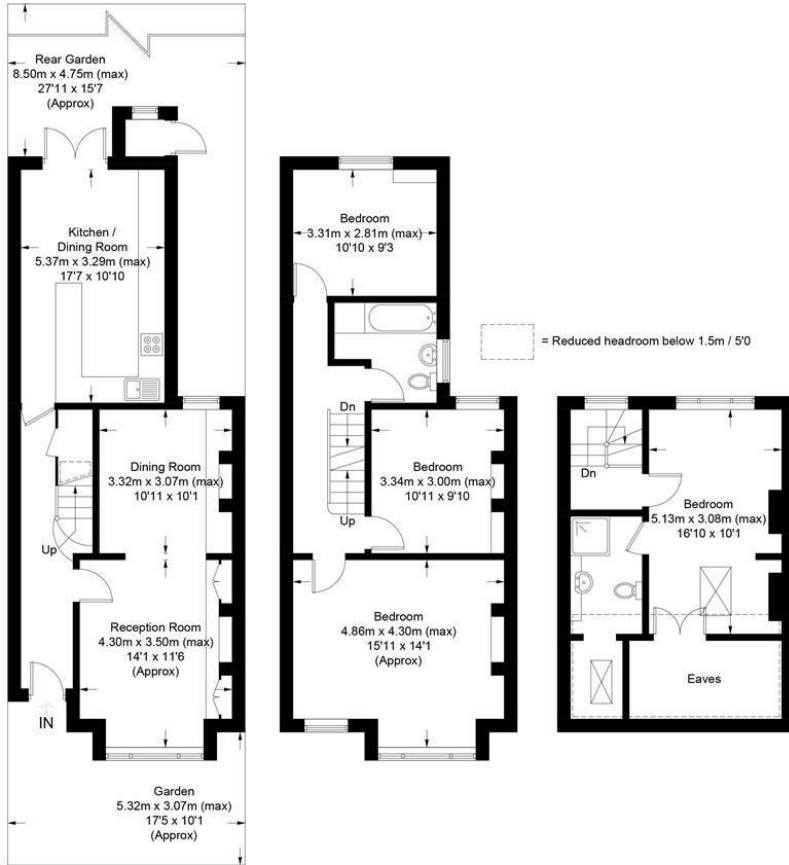 Rear Garden
8.50m x 4.75m (max)
27'11 x 15'7
(Approx)
Kitchen /
Dining Room
5.37m x 3.29m (max)
17'7 x 10'10
Dining Room
3.32m x 3.07m (max)
10'11 x 10'1
Up
Reception Room
4.30m x 3.50m (max)
14'1 x 11'6
(Approx)
IN
Garden
5.32m x 3.07m (max)
17'5 x 10'1
(Approx)
Bedroom
3.31m x 2.81m (max)
10'10 x 9'3
Dn
Bedroom
3.34m x 3.00m (max)
10'11 x 9'10
Up
Bedroom
4.86m x 4.30m (max)
15'11 x 14'1
(Approx)
= Reduced headroom below 1.5m / 5'0
Dn
Bedroom
5.13m x 3.08m (max)
16'10 x 10'1
Eaves